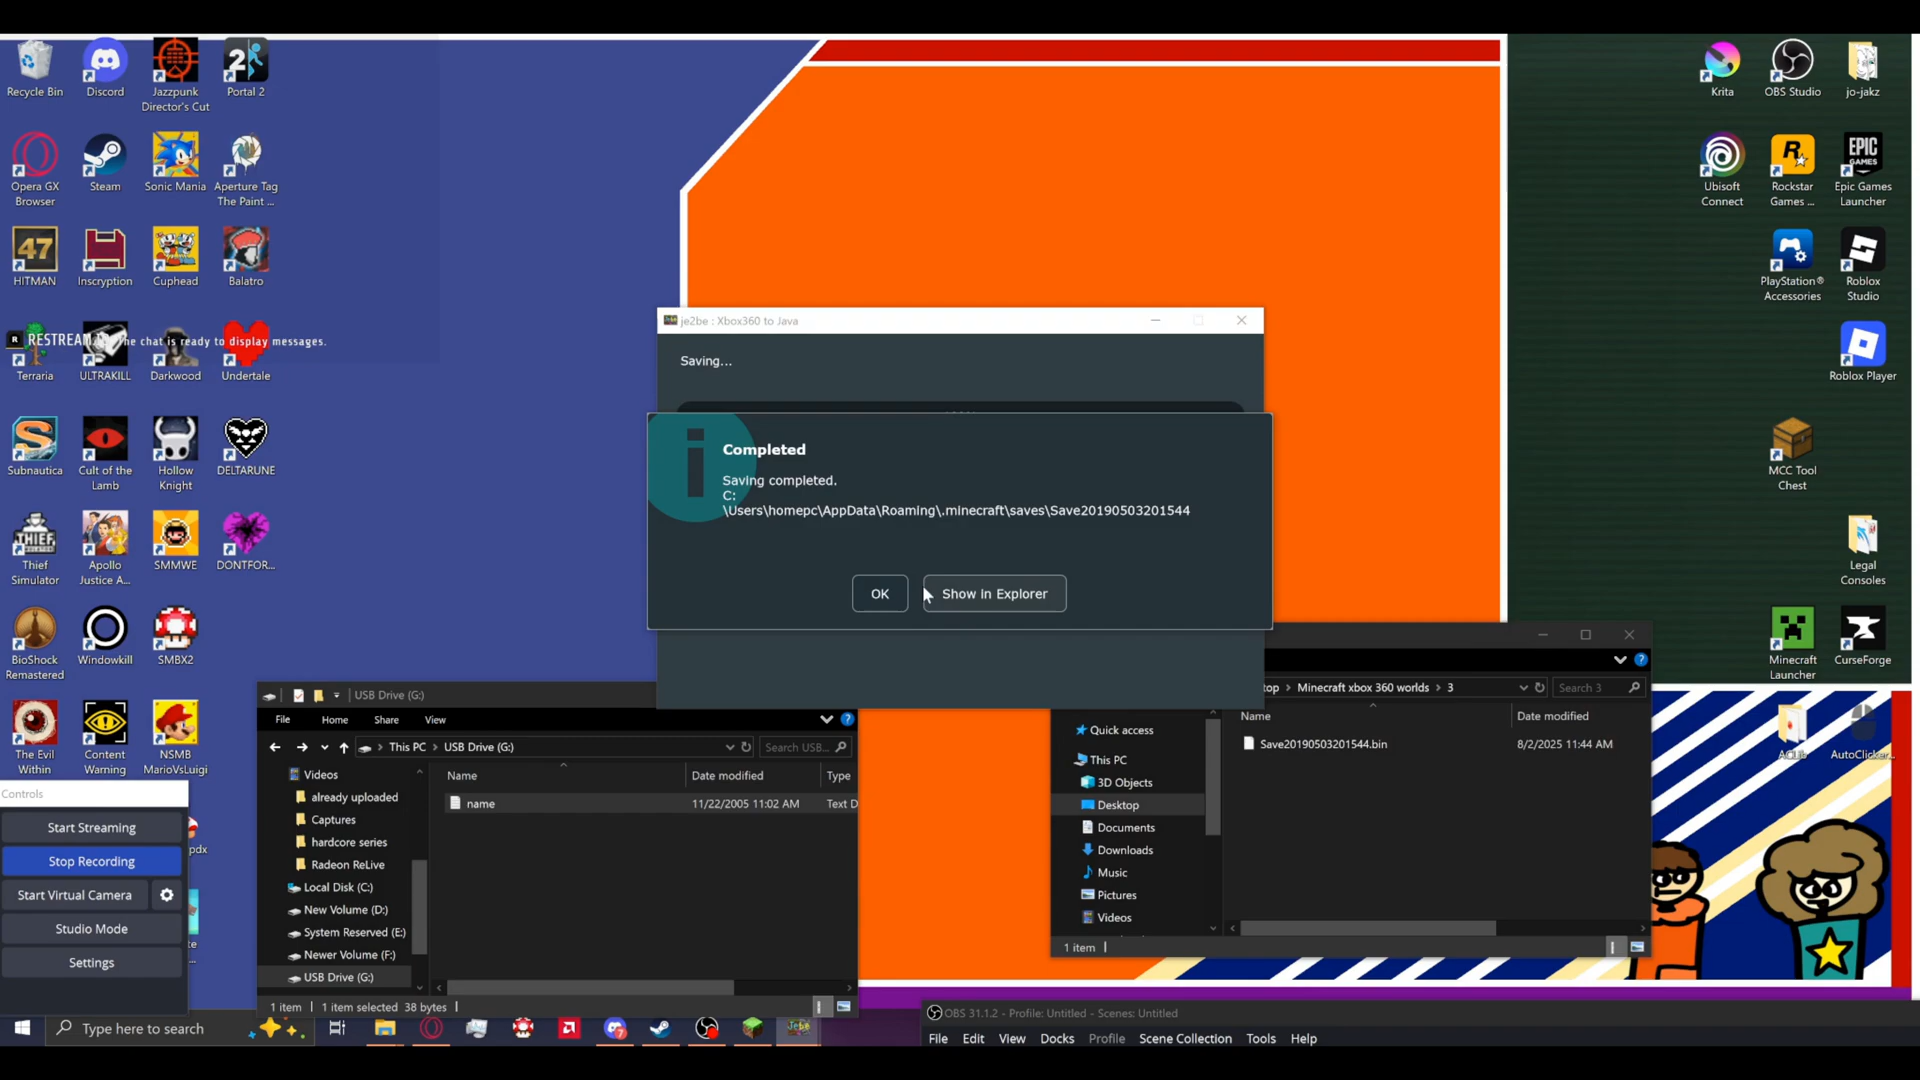 Recycle Bin
Discord
Jazzpunk
Director's Cut
2
Portal 2
Krita
OBS Studio
jo-jakz
Opera GX
Browser
Steam
Sonic Mania
Aperture Tag
The Paint ...
Ubisoft
Connect
R
Rockstar
Games ...
EPIC
GAMES
Epic Games
Launcher
47
HITMAN
Inscryption
Cuphead
Balatro
PlayStation®
Accessories
Roblox
Studio
je2be : Xbox360 to Java
R
RESTREAM
he chat is ready to display messages.
Terraria
ULTRAKILL
Darkwood
Undertale
Roblox Player
Saving...
Completed
Saving completed.
C:
\Users\homepc\AppData\Roaming\.minecraft\saves\Save20190503201544
OK
Show in Explorer
Subnautica
Cult of the
Lamb
Hollow
Knight
DELTARUNE
MCC Tool
Chest
THIEF
Thief
Simulator
Apollo
Justice A...
SMMWE
DONTFOR...
Legal
Consoles
BioShock
Remastered
Windowkill
SMBX2
Minecraft
Launcher
CurseForge
The Evil
Within
Content
Warning
NSMB
MarioVsLuigi
ACLib
AutoClicker...
USB Drive (G:)
File
Home
Share
View
This PC
USB Drive (G:)
Search USB...
Videos
already uploaded
Captures
hardcore series
Radeon ReLive
Local Disk (C:)
New Volume (D:)
System Reserved (E:)
Newer Volume (F:)
USB Drive (G:)
Name
Date modified
Type
name
11/22/2005 11:02 AM
Text D
1 item
1 item selected 38 bytes
top
Minecraft xbox 360 worlds
3
Search 3
Quick access
This PC
3D Objects
Desktop
Documents
Downloads
Music
Pictures
Videos
Name
Date modified
Save20190503201544.bin
8/2/2025 11:44 AM
1 item
Controls
Start Streaming
Stop Recording
Start Virtual Camera
Studio Mode
Settings
pdx
te
...
Type here to search
7
OBS 31.1.2 - Profile: Untitled - Scenes: Untitled
File
Edit
View
Docks
Profile
Scene Collection
Tools
Help